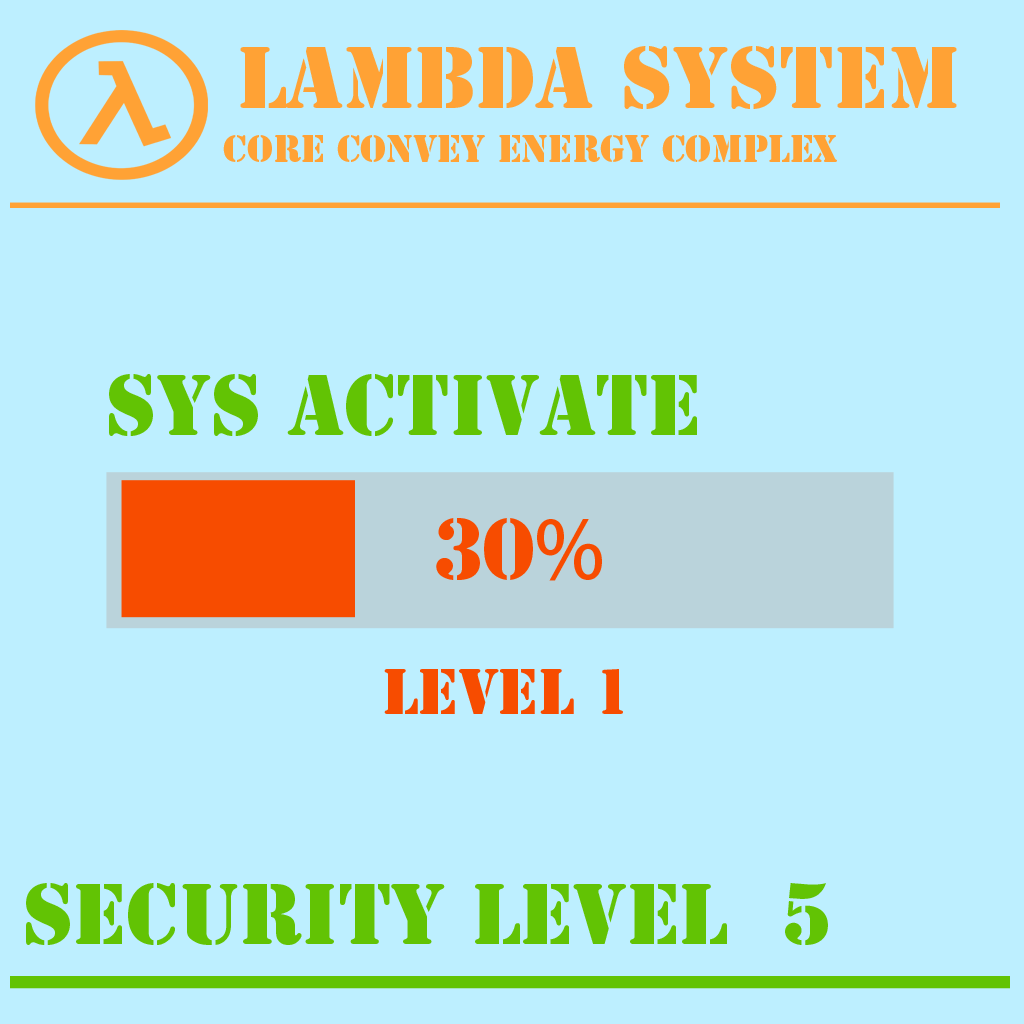 λ LAMBDA SYSTEM
CORE CONVEY ENERGY COMPLEX
SYS ACTIVATE
30%
LEVEL 1
SECURITY LEVEL 5